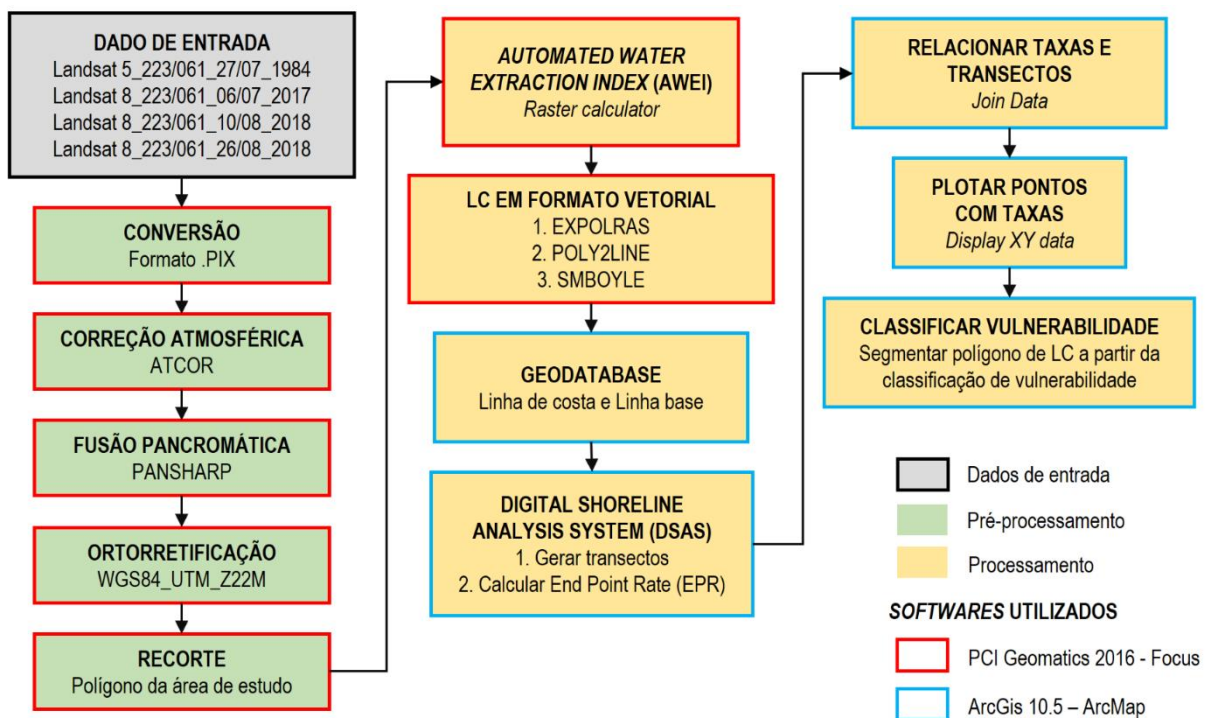 DADO DE ENTRADA
Landsat 5_223/061_27/07_1984
Landsat 8_223/061_06/07_2017
Landsat 8_223/061_10/08_2018
Landsat 8_223/061_26/08_2018
CONVERSÃO
Formato .PIX
CORREÇÃO ATMOSFÉRICA
ATCOR
FUSÃO PANCROMÁTICA
PANSHARP
ORTORRETIFICAÇÃO
WGS84_UTM_Z22M
RECORTE
Polígono da área de estudo
AUTOMATED WATER
EXTRACTION INDEX (AWEI)
Raster calculator
LC EM FORMATO VETORIAL
1. EXPOLRAS
2. POLY2LINE
3. SMBOYLE
GEODATABASE
Linha de costa e Linha base
DIGITAL SHORELINE
ANALYSIS SYSTEM (DSAS)
1. Gerar transectos
2. Calcular End Point Rate (EPR)
RELACIONAR TAXAS E
TRANSECTOS
Join Data
PLOTAR PONTOS
COM TAXAS
Display XY data
CLASSIFICAR VULNERABILIDADE
Segmentar polígono de LC a partir da
classificação de vulnerabilidade
Dados de entrada
Pré-processamento
Processamento
SOFTWARES UTILIZADOS
PCI Geomatics 2016 - Focus
ArcGis 10.5 – ArcMap